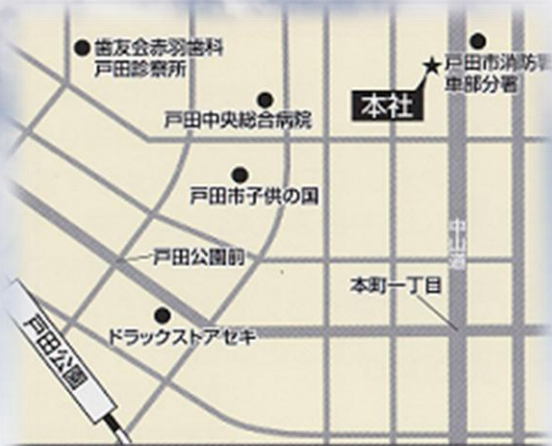 歯友会赤羽歯科
戸田診察所
戸田市消防署
車部分署
本社
戸田中央総合病院
戸田市子供の国
中山道
戸田公園前
本町一丁目
ドラックストアセキ
戸田公園